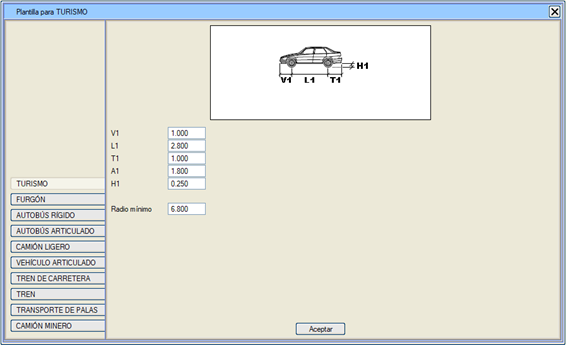 Plantilla para TURISMO
H1
V1 L1 T1
V1 1.000
L1 2.800
T1 1.000
A1 1.800
H1 0.250
Radio mínimo 6.800
TURISMO
FURGÓN
AUTOBÚS RÍGIDO
AUTOBÚS ARTICULADO
CAMIÓN LIGERO
VEHÍCULO ARTICULADO
TREN DE CARRETERA
TREN
TRANSPORTE DE PALAS
CAMIÓN MINERO
Aceptar